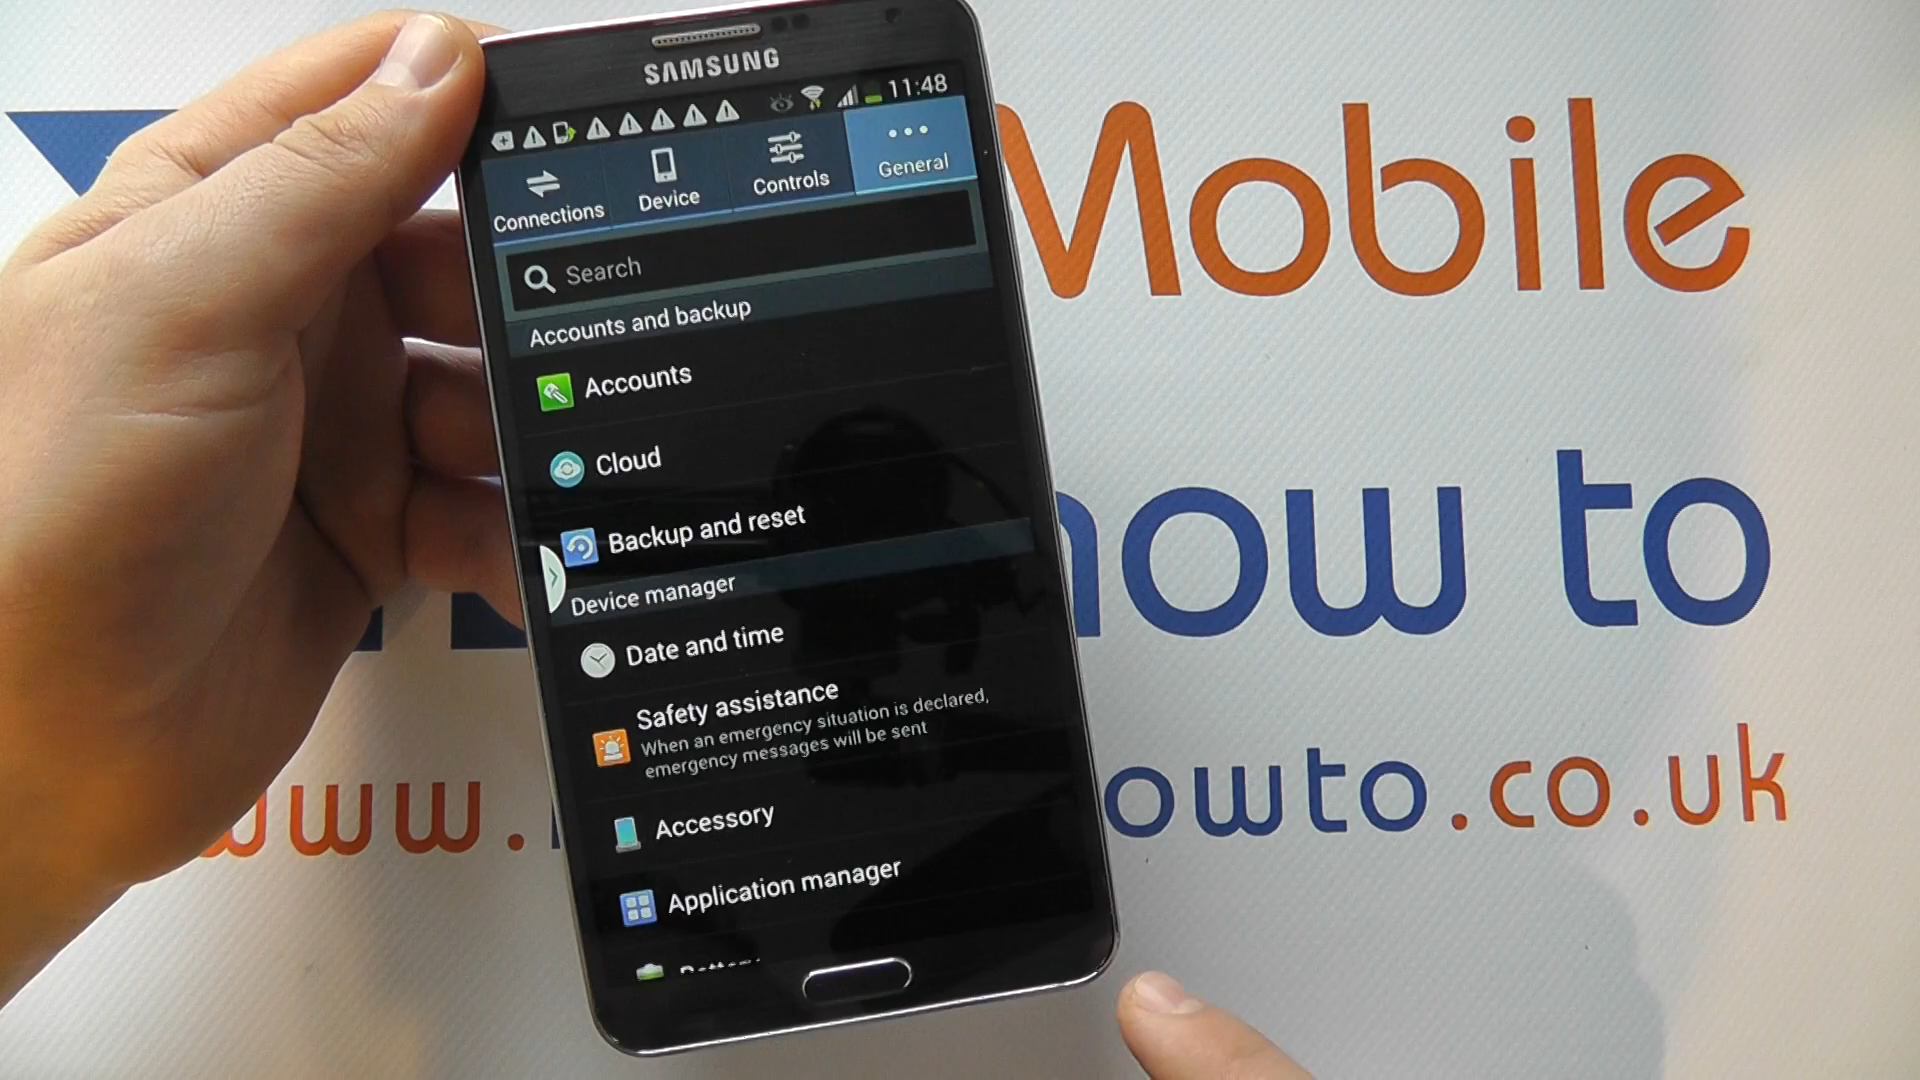 SAMSUNG
11:48
Connections Device Controls General
Search
Accounts and backup
Accounts
Cloud
Backup and reset
Device manager
Date and time
Safety assistance
When an emergency situation is declared,
emergency messages will be sent
Accessory
Application manager
Mobile
how to
www. howto.co.uk